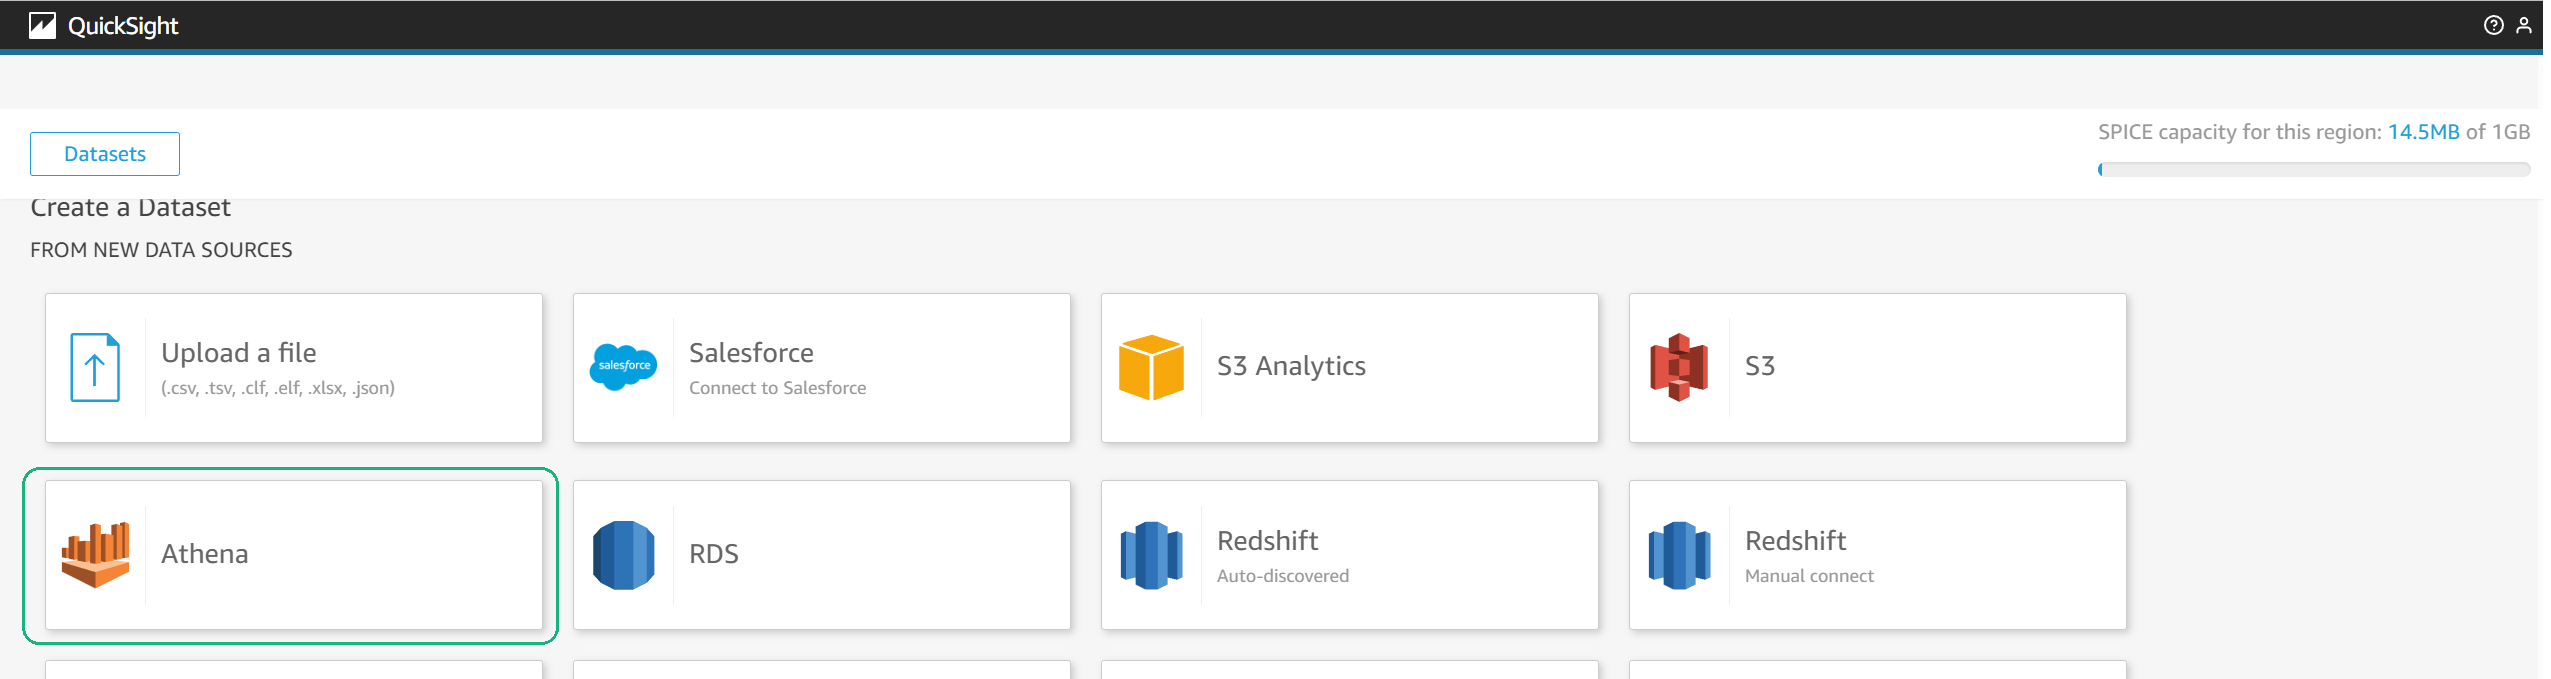 QuickSight
Datasets
SPICE capacity for this region: 14.5MB of 1GB
Create a Dataset
FROM NEW DATA SOURCES
Upload a file
(.csv, .tsv, .clf, .elf, .xlsx, .json)
salesforce
Salesforce
Connect to Salesforce
S3 Analytics
S3
Athena
RDS
Redshift
Auto-discovered
Redshift
Manual connect